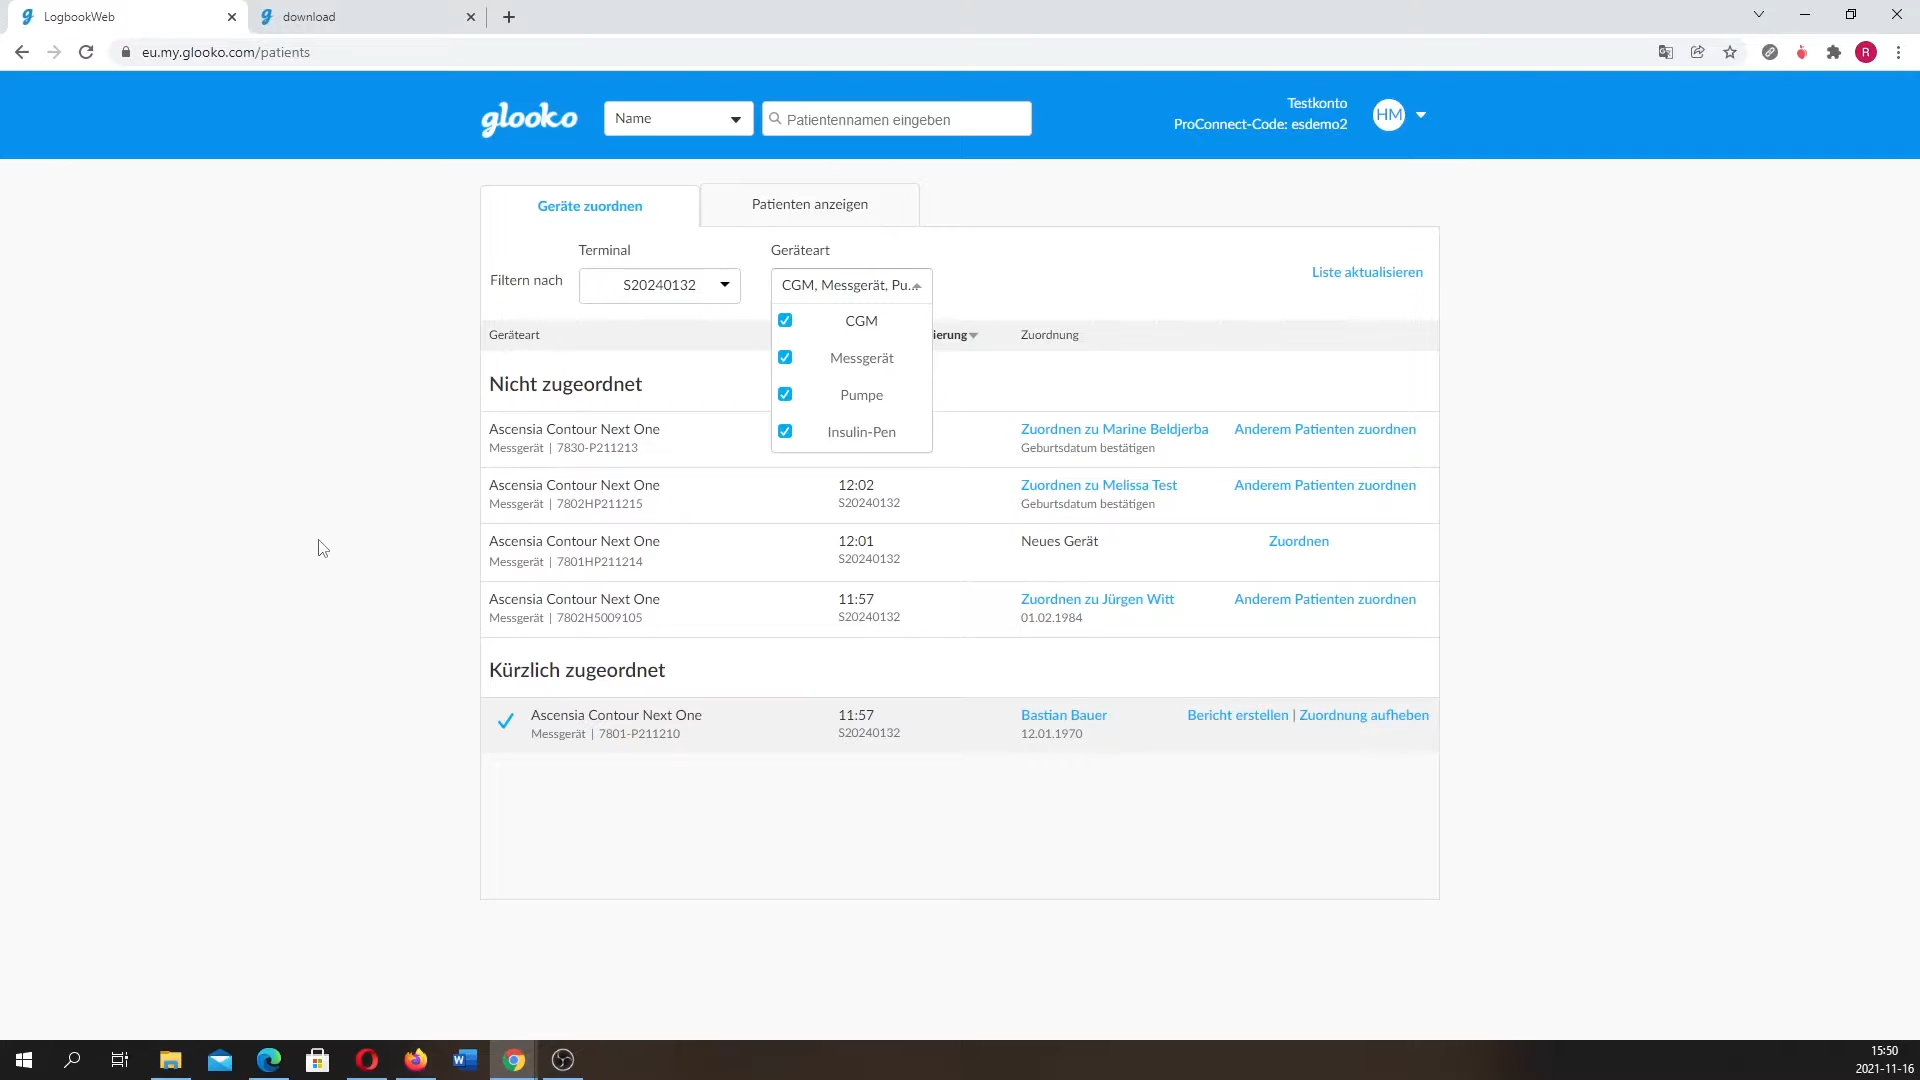 LogbookWeb
download
eu.my.glooko.com/patients
R
glooko
Name
Patientennamen eingeben
Testkonto
ProConnect-Code: esdemo2
HM
Geräte zuordnen
Patienten anzeigen
Filtern nach
Terminal
S20240132
Geräteart
CGM, Messgerät, Pu...
Liste aktualisieren
CGM
Messgerät
Pumpe
Insulin-Pen
Geräteart
ierung
Zuordnung
Nicht zugeordnet
Ascensia Contour Next One
Messgerät | 7830-P211213
Zuordnen zu Marine Beldjerba
Geburtsdatum bestätigen
Anderem Patienten zuordnen
Ascensia Contour Next One
Messgerät | 7802HP211215
12:02
S20240132
Zuordnen zu Melissa Test
Geburtsdatum bestätigen
Anderem Patienten zuordnen
Ascensia Contour Next One
Messgerät | 7801HP211214
12:01
S20240132
Neues Gerät
Zuordnen
Ascensia Contour Next One
Messgerät | 7802H5009105
11:57
S20240132
Zuordnen zu Jürgen Witt
01.02.1984
Anderem Patienten zuordnen
Kürzlich zugeordnet
Ascensia Contour Next One
Messgerät | 7801-P211210
11:57
S20240132
Bastian Bauer
12.01.1970
Bericht erstellen | Zuordnung aufheben
15:50
2021-11-16